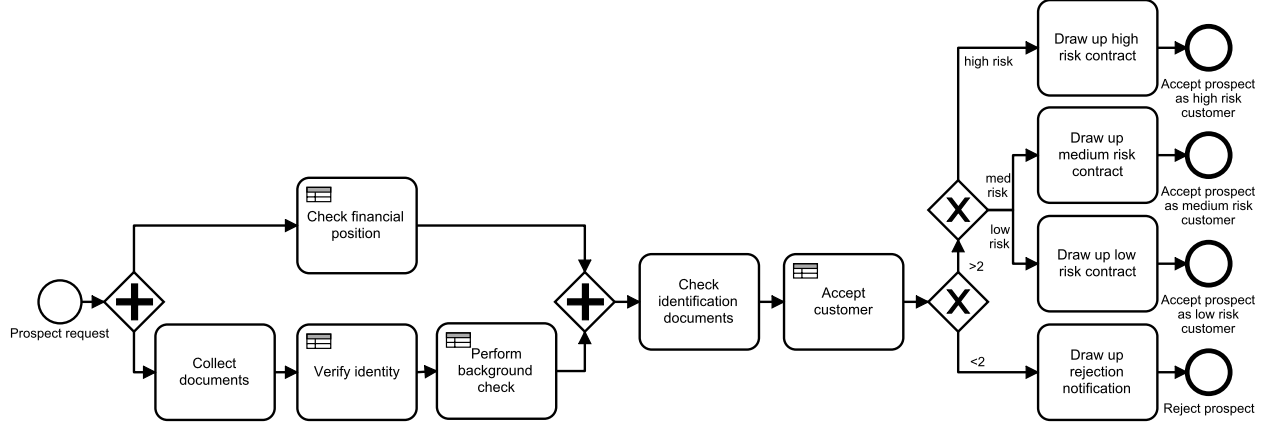 Prospect request
Check financial
position
Collect
documents
Verify identity
Perform
background
check
Check
identification
documents
Accept
customer
>2
<2
high risk
med
risk
low
risk
Draw up high
risk contract
Accept prospect
as high risk
customer
Draw up
medium risk
contract
Accept prospect
as medium risk
customer
Draw up low
risk contract
Accept prospect
as low risk
customer
Draw up
rejection
notification
Reject prospect